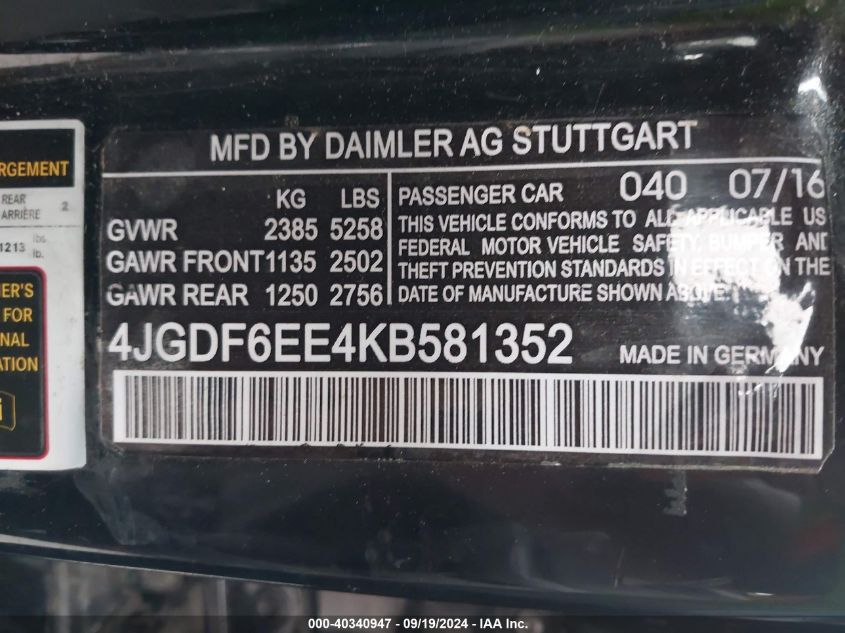 RGEMENT
REAR
ARRIÈRE 2
1213 lbs
lb.
ER'S
FOR
NAL
ATION
i
MFD BY DAIMLER AG STUTTGART
KG LBS
GVWR 2385 5258
GAWR FRONT 1135 2502
GAWR REAR 1250 2756
PASSENGER CAR 040 07/16
THIS VEHICLE CONFORMS TO ALL APPLICABLE US
FEDERAL MOTOR VEHICLE SAFETY, BUMPER AND
THEFT PREVENTION STANDARDS IN EFFECT ON THE
DATE OF MANUFACTURE SHOWN ABOVE.
4JGDF6EE4KB581352 MADE IN GERMANY
000-40340947 - 09/19/2024 - IAA Inc.